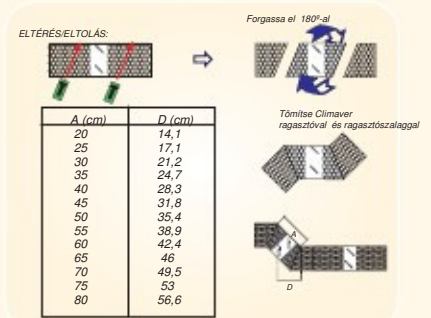 Forgassa el 180º-al
ELTÉRÉS/ELTOLÁS:
A (cm) D (cm)
20 14,1
25 17,1
30 21,2
35 24,7
40 28,3
45 31,8
50 35,4
55 38,9
60 42,4
65 46
70 49,5
75 53
80 56,6
Tömítse Climaver
ragasztóval és ragasztószalaggal
A
D